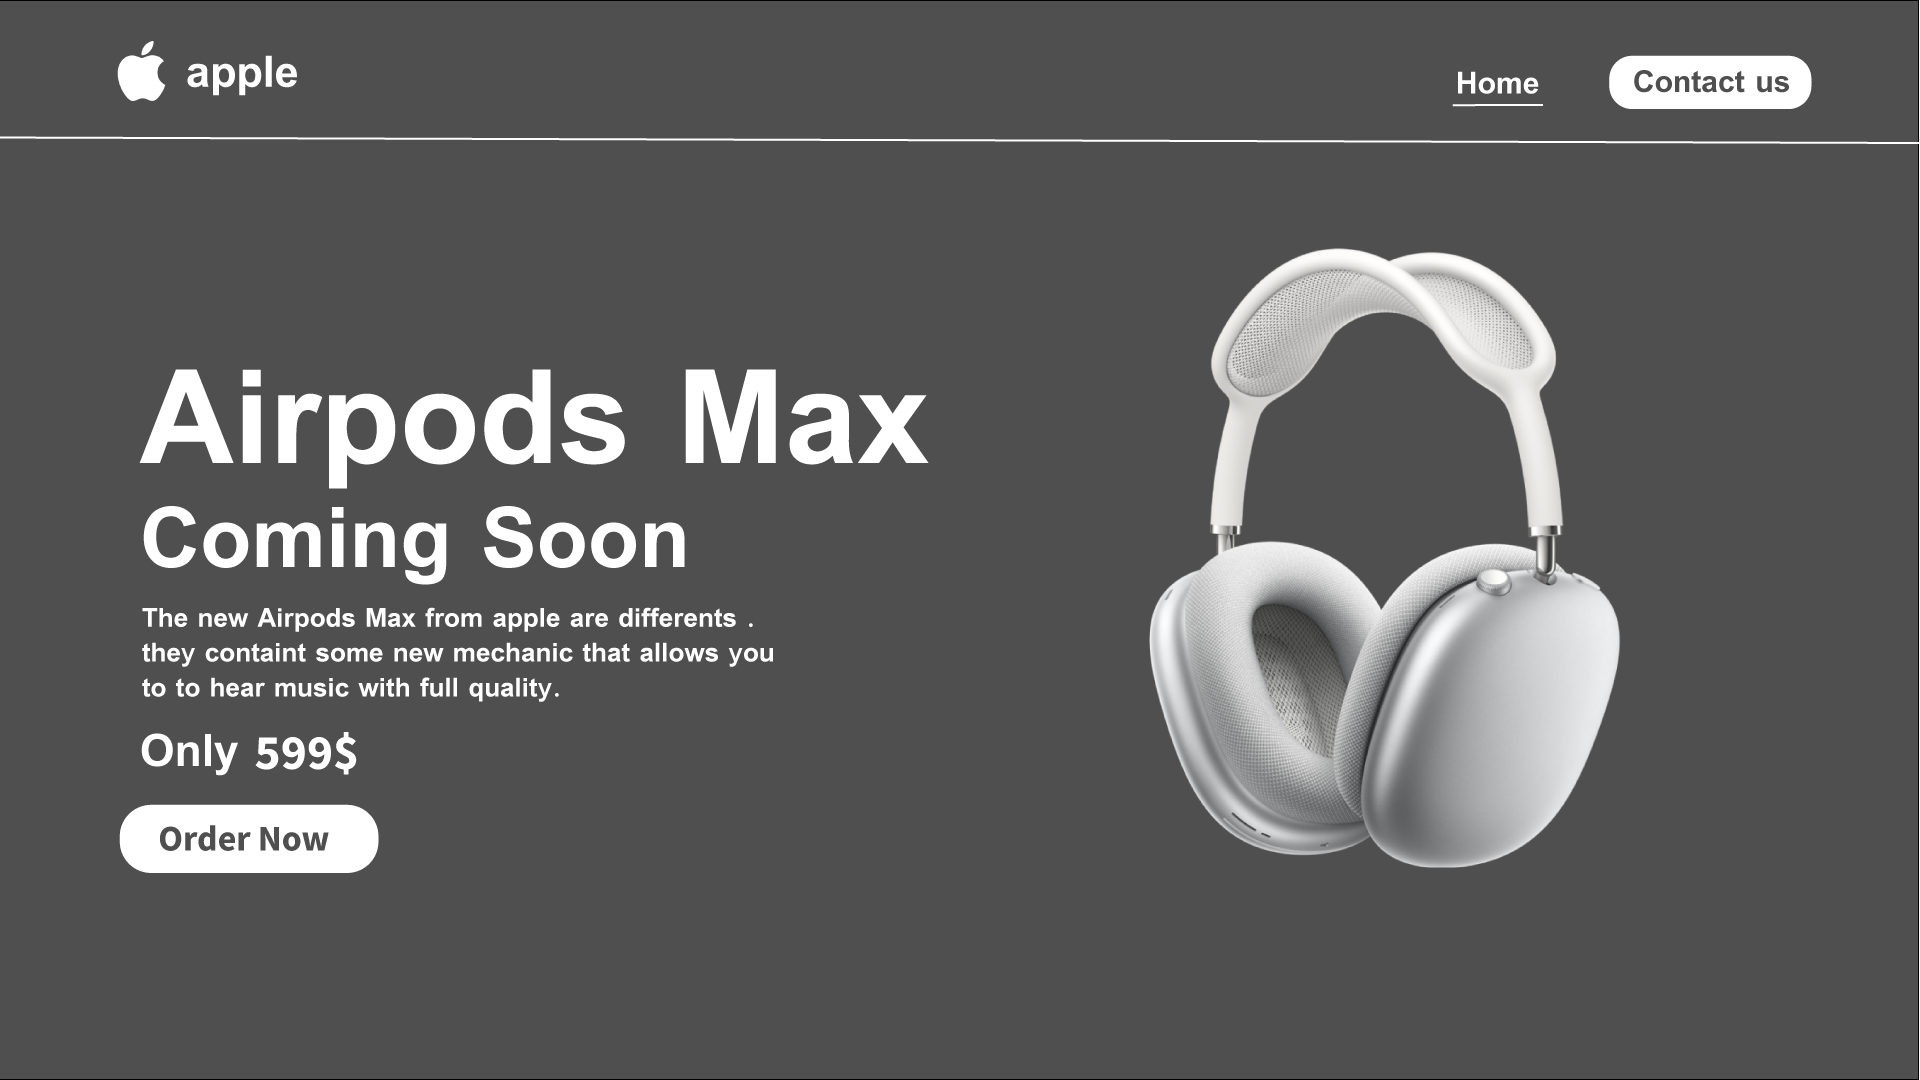 apple
Home
Contact us
Airpods Max
Coming Soon
The new Airpods Max from apple are differents .
they containt some new mechanic that allows you
to to hear music with full quality.
Only 599$
Order Now